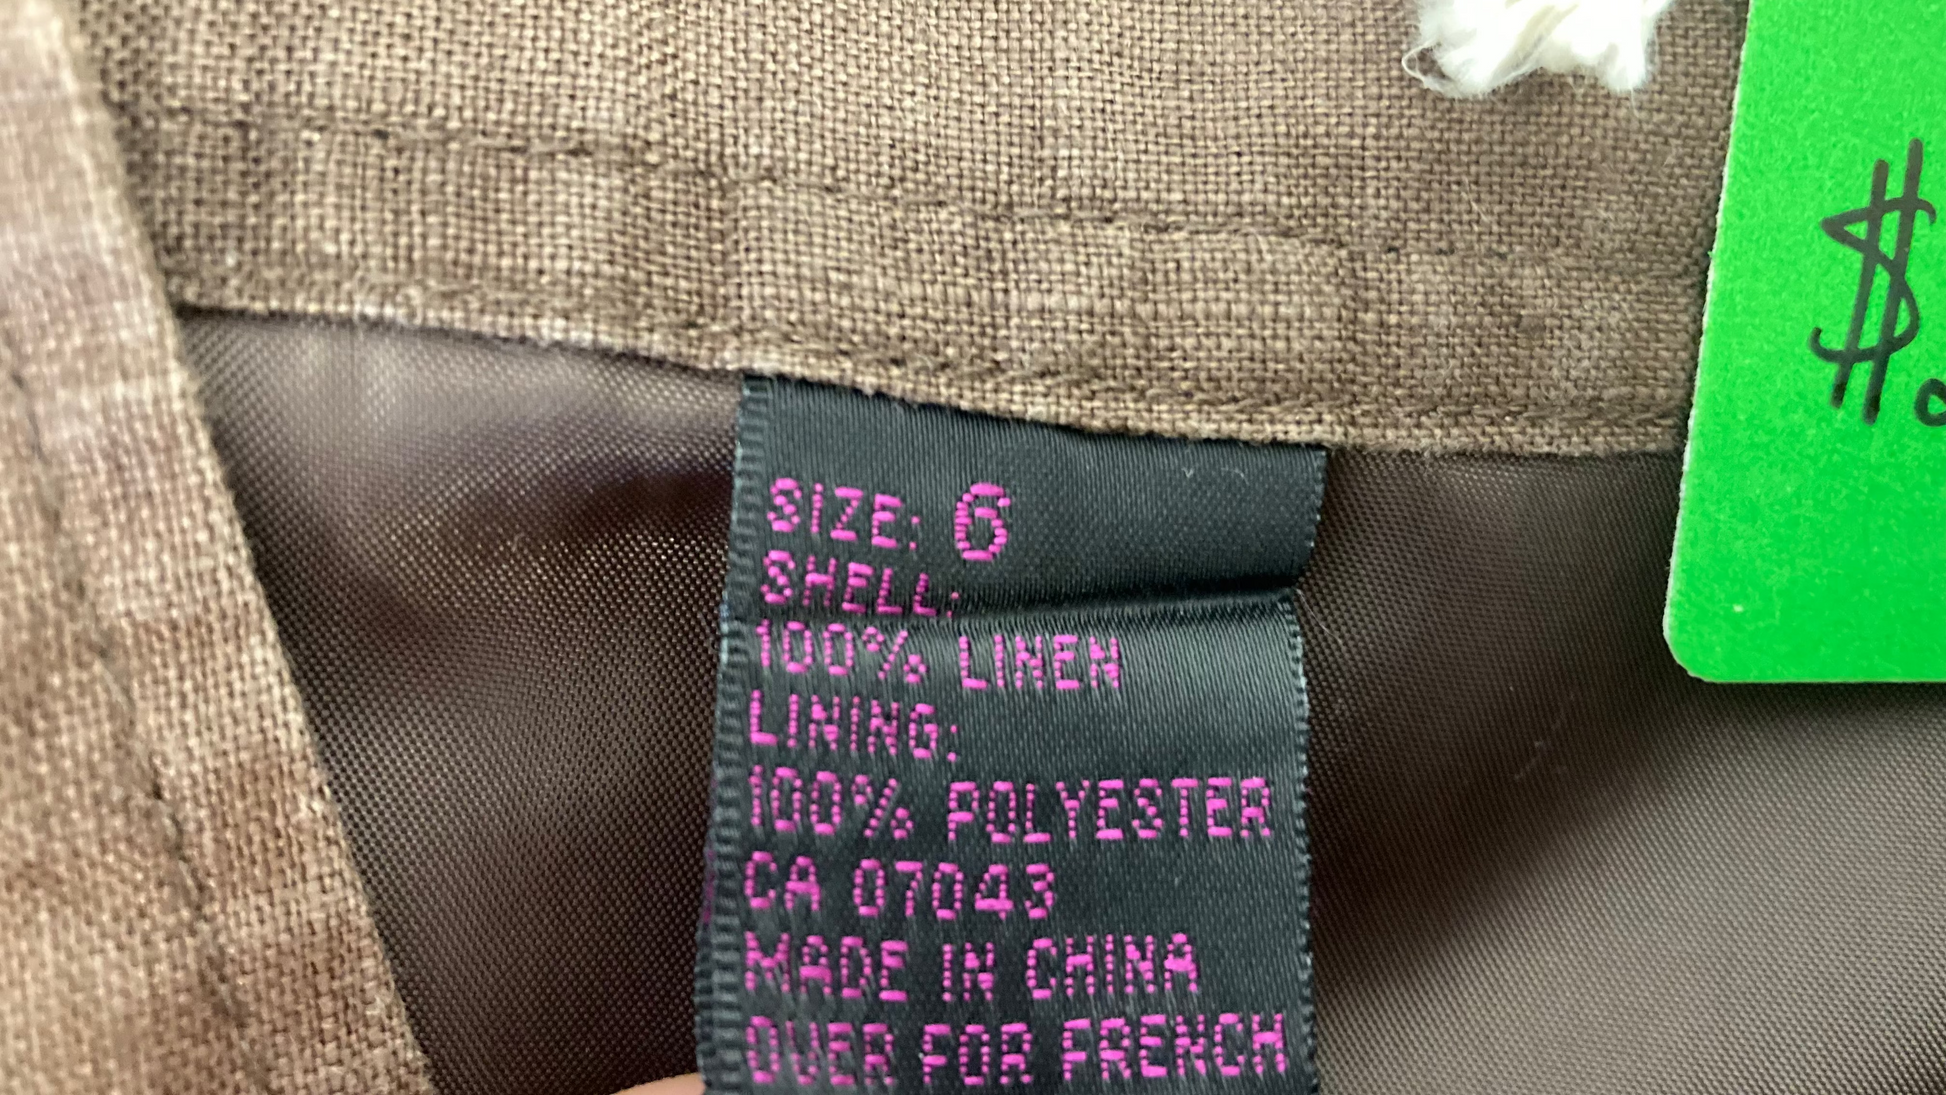 SIZE: 6
SHELL:
100% LINEN
LINING:
100% POLYESTER
CA 07043
MADE IN CHINA
OVER FOR FRENCH
$